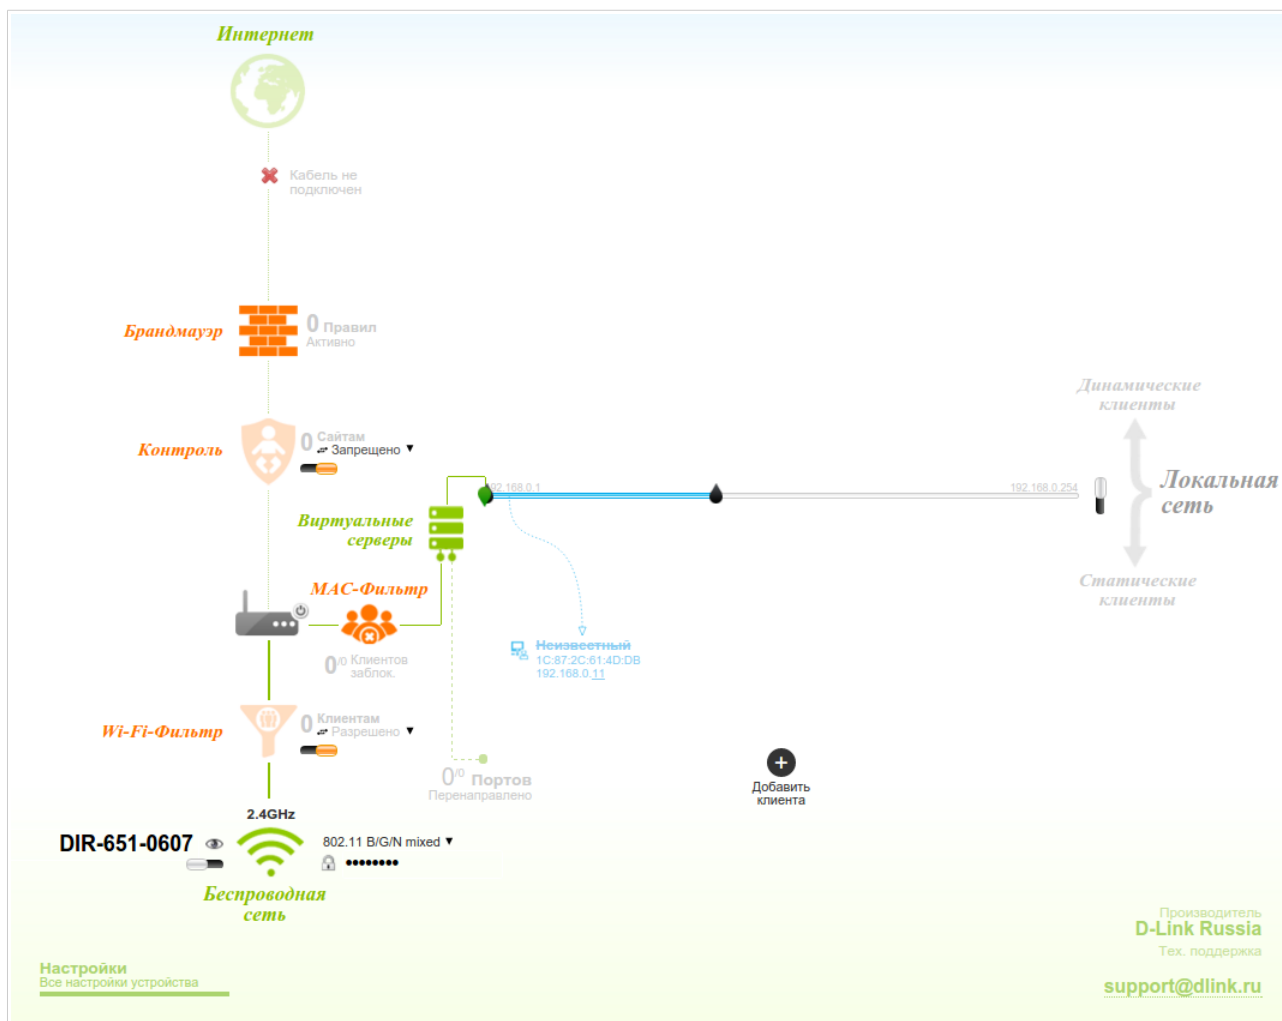 Интернет
Кабель не
подключен
Брандмауэр
0 Правил
Активно
Контроль
0 Сайтам
Запрещено ▼
Динамические
клиенты
192.168.0.1
192.168.0.254
Локальная
сеть
Виртуальные
серверы
Статические
клиенты
MAC-Фильтр
0/0 Клиентов
заблок.
Неизвестный
1C:87:2C:61:4D:DB
192.168.0.11
Wi-Fi-Фильтр
0 Клиентам
Разрешено ▼
0/0 Портов
Перенаправлено
Добавить
клиента
2.4GHz
DIR-651-0607
802.11 B/G/N mixed ▼
••••••••
Беспроводная
сеть
Производитель
D-Link Russia
Тех. поддержка
support@dlink.ru
Настройки
Все настройки устройства